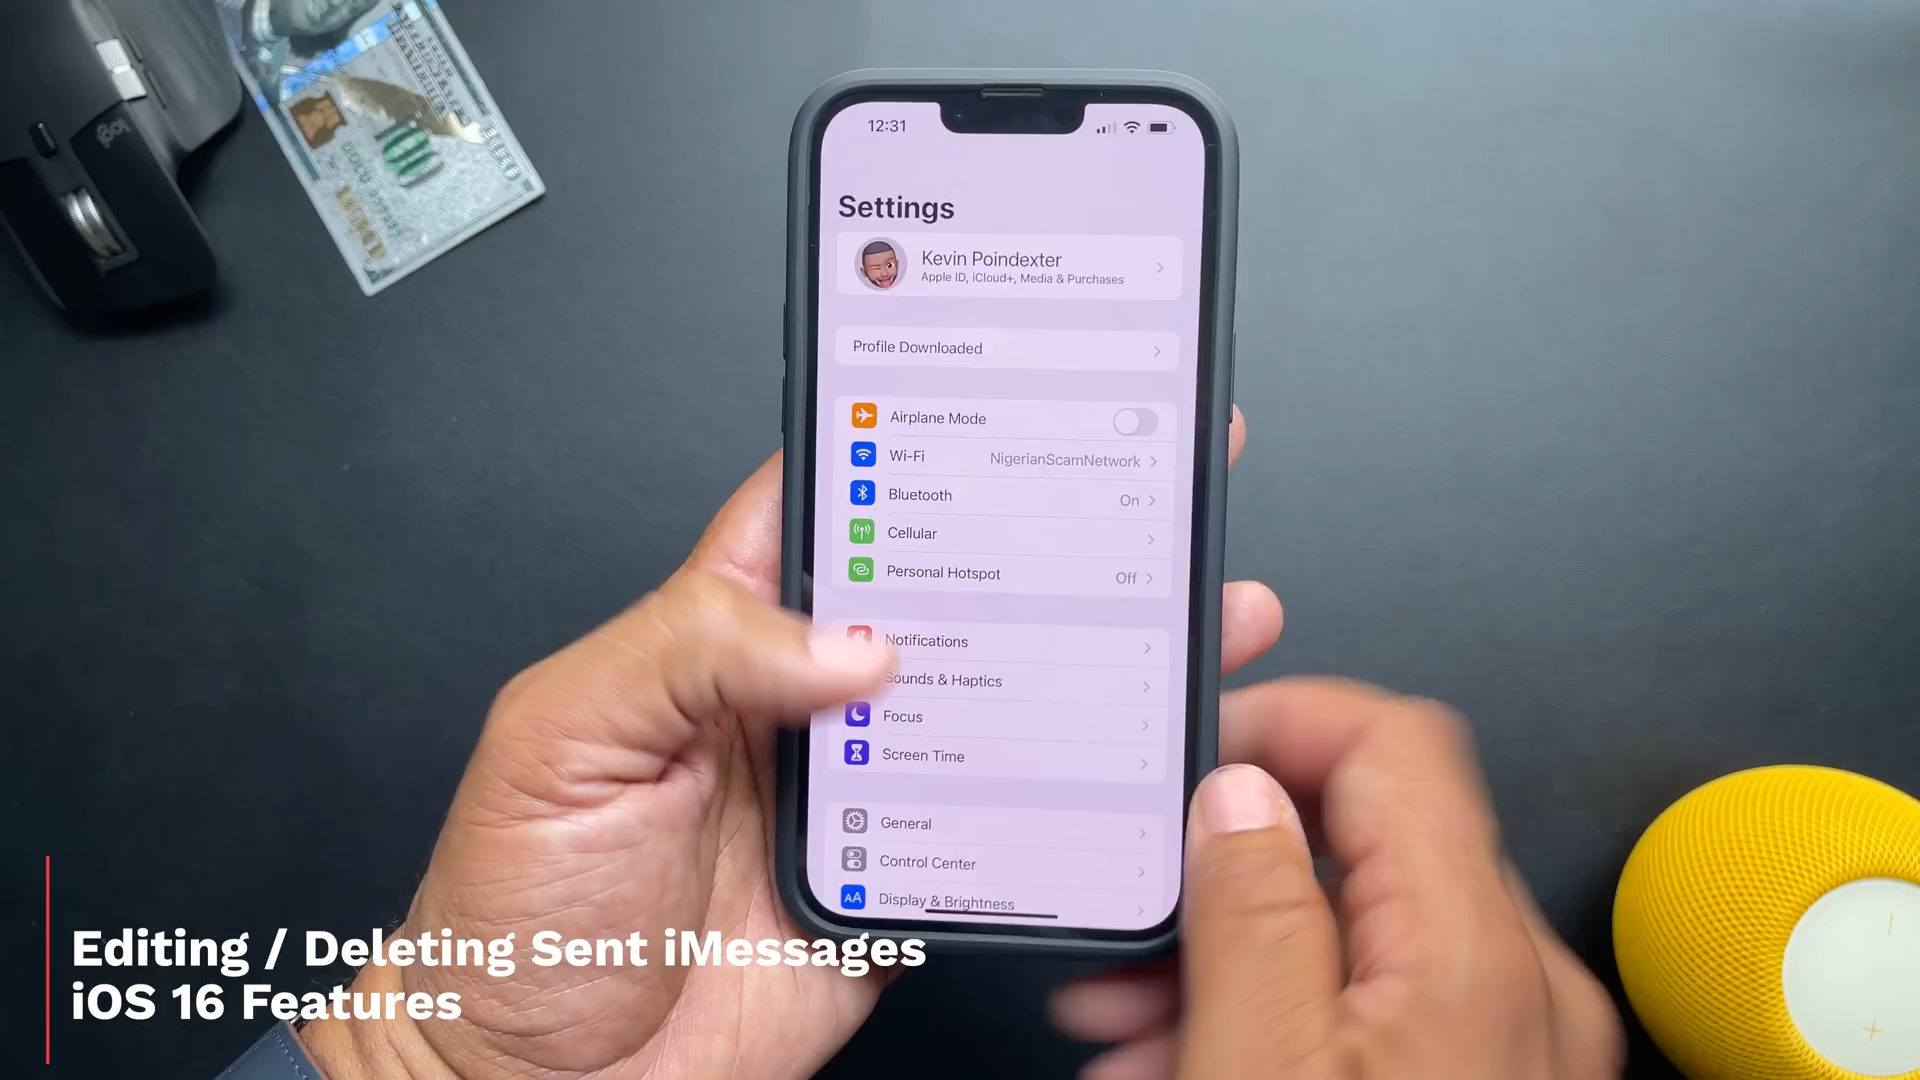 logi
12:31
Settings
Kevin Poindexter
Apple ID, iCloud+, Media & Purchases
Profile Downloaded
Airplane Mode
Wi-Fi NigerianScamNetwork
Bluetooth On
Cellular
Personal Hotspot Off
Notifications
Sounds & Haptics
Focus
Screen Time
General
Control Center
AA Display & Brightness
Editing / Deleting Sent iMessages
iOS 16 Features